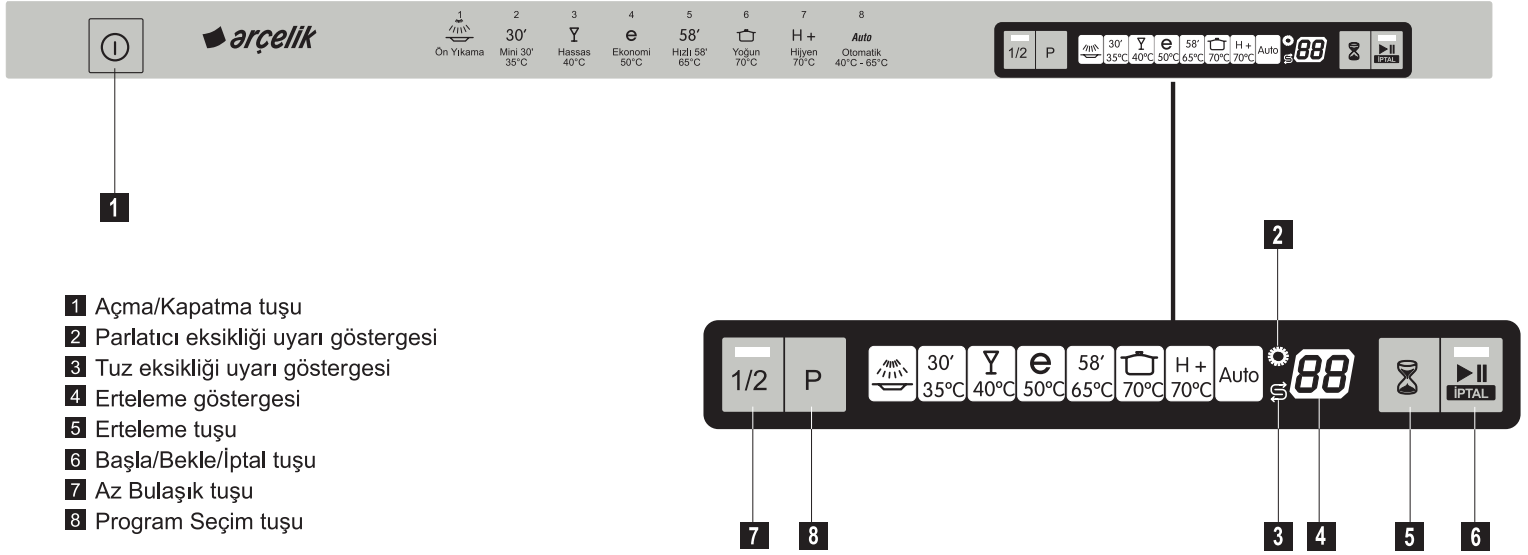 arçelik
1 2 3 4 5 6 7 8
30′ e 58′ H + Auto
Ön Yıkama Mini 30' Hassas Ekonomi Hızlı 58' Yoğun Hijyen Otomatik
35°C 40°C 50°C 65°C 70°C 70°C 40°C - 65°C
1/2 P 30′ 35°C 40°C e 50°C 58′ 65°C 70°C H + 70°C Auto 88 İPTAL
1
2
1 Açma/Kapatma tuşu
2 Parlatıcı eksikliği uyarı göstergesi
3 Tuz eksikliği uyarı göstergesi
4 Erteleme göstergesi
5 Erteleme tuşu
6 Başla/Bekle/İptal tuşu
7 Az Bulaşık tuşu
8 Program Seçim tuşu
30′ e 58′ H +
1/2 P 35°C 40°C 50°C 65°C 70°C 70°C Auto 88
İPTAL
7 8 3 4 5 6